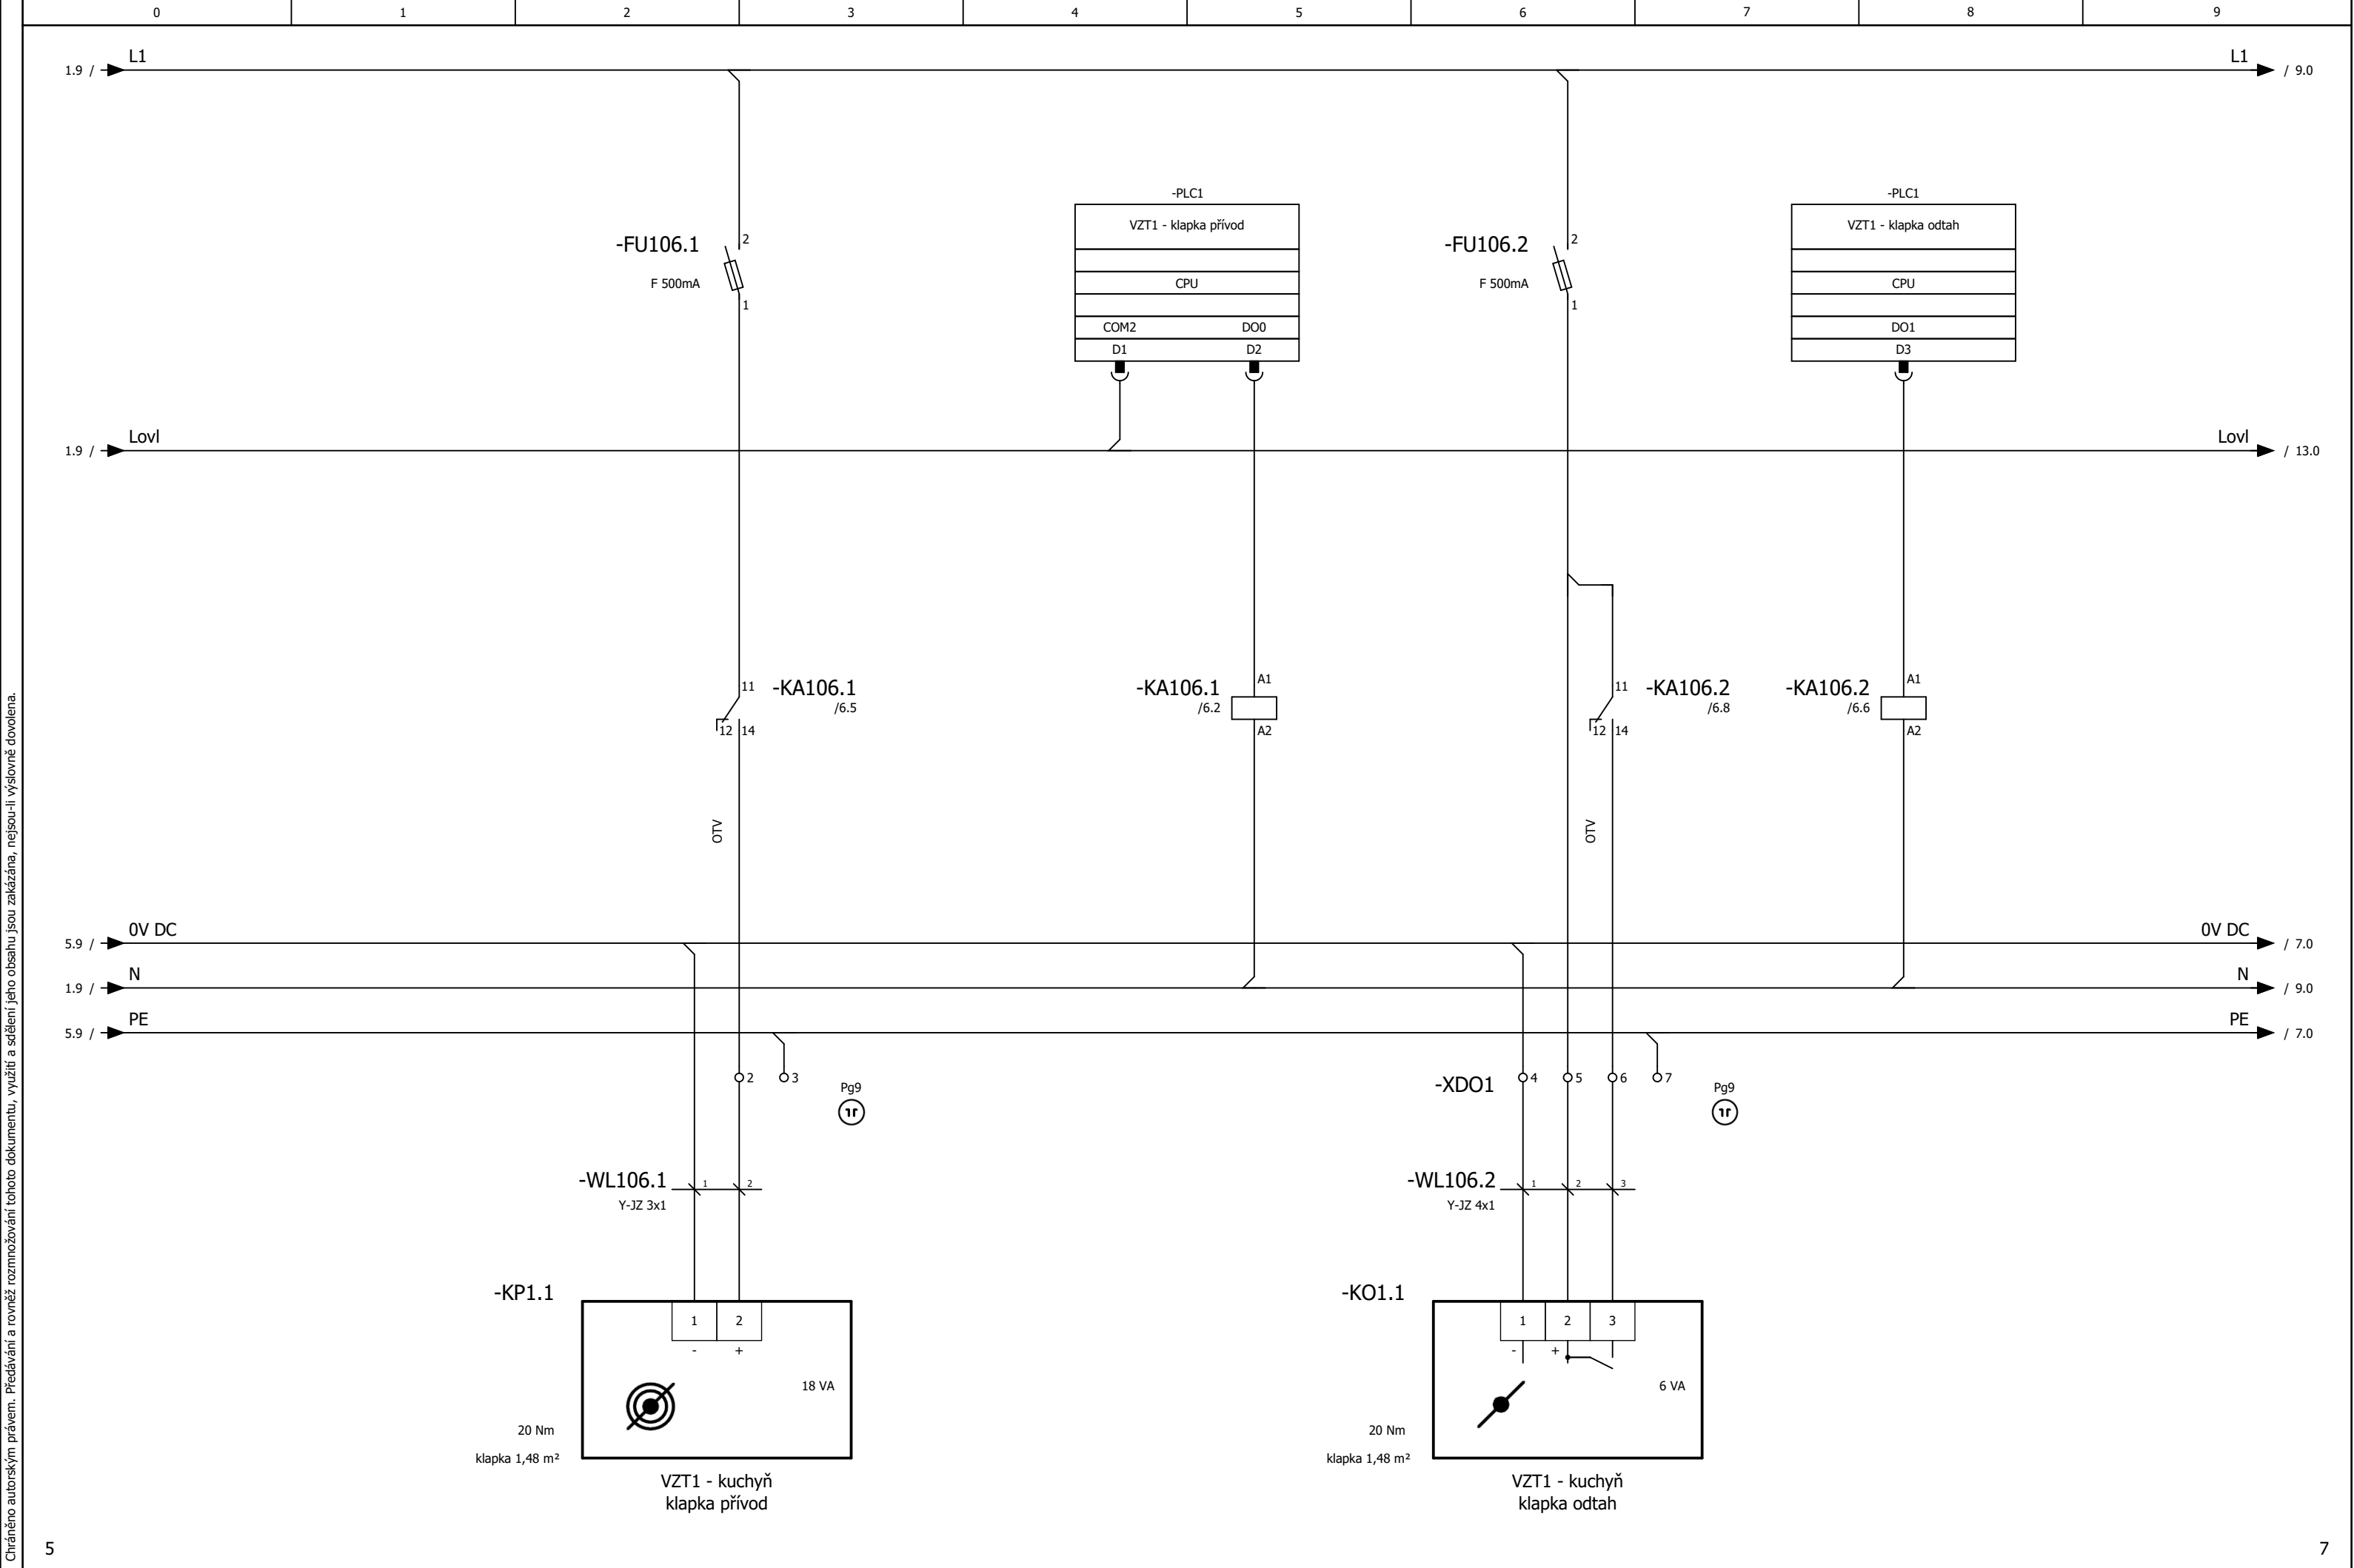 0 1 2 3 4 5 6 7 8 9
L1 L1
1.9 / / 9.0
-PLC1 -PLC1
VZT1 - klapka přívod VZT1 - klapka odtah
-FU106.1 2 -FU106.2 2
F 500mA CPU F 500mA CPU
1 1
COM2 DO0 DO1
D1 D2 D3
Lovl Lovl
1.9 / / 13.0
11 -KA106.1 -KA106.1 A1 11 -KA106.2 -KA106.2 A1
/6.5 /6.2 /6.8 /6.6
12 14 A2 12 14 A2
OTV OTV
0V DC 0V DC
5.9 / / 7.0
N N
1.9 / / 9.0
PE PE
5.9 / / 7.0
2 3 -XDO1 4 5 6 7
Pg9 Pg9
-WL106.1 1 2 -WL106.2 1 2 3
Y-JZ 3x1 Y-JZ 4x1
-KP1.1 -KO1.1
1 2 1 2 3
- + - +
18 VA 6 VA
20 Nm 20 Nm
klapka 1,48 m² klapka 1,48 m²
VZT1 - kuchyň VZT1 - kuchyň
klapka přívod klapka odtah
5 7
Chráněno autorským právem. Předávání a rovněž rozmnožování tohoto dokumentu, využití a sdělení jeho obsahu jsou zakázána, nejsou-li výslovně dovolena.